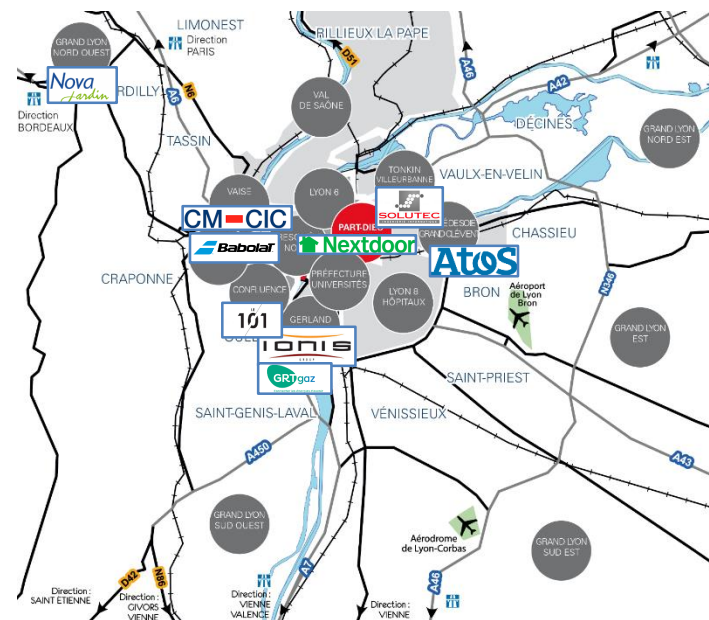 LIMONEST
Direction
PARIS
GRAND LYON
NORD OUEST
Nova
Jardin
RDILLY
Direction
BORDEAUX
A6
N6
TASSIN
RILLIEUX LA PAPE
D51
A46
A42
VAL
DE SAÔNE
DÉCINES
GRAND LYON
NORD EST
VAISE
LYON 6
TONKIN
VILLEURBANNE
VAULX-EN-VELIN
CM-CIC
PART-DIEU
SOLUTEC
GRAND CLÉMENT
CHASSIEU
Babolat
Nextdoor
Atos
CRAPONNE
CONFLUENCE
PRÉFECTURE
UNIVERSITÉS
LYON 8
HÔPITAUX
BRON
Aéroport
de Lyon
Bron
N346
101
GERLAND
IONIS
GROUP
GRTgaz
GRAND LYON
EST
SAINT-PRIEST
SAINT-GENIS-LAVAL
VÉNISSIEUX
A450
A43
GRAND LYON
SUD OUEST
Aérodrome
de Lyon-Corbas
GRAND LYON
SUD EST
D42
N86
A7
A46
Direction :
SAINT ÉTIENNE
Direction :
GIVORS
VIENNE
Direction :
VIENNE
VALENCE
Direction :
VIENNE